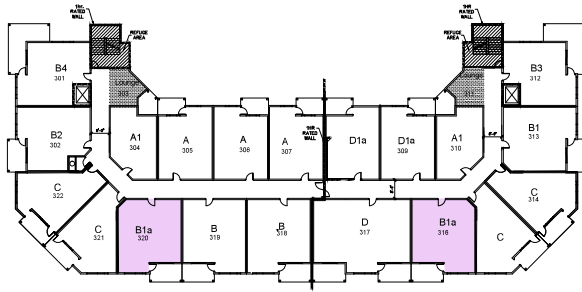 1hr.
RATED
WALL
REFUGE
AREA
1HR
RATED
WALL
REFUGE
AREA
B4
301
Lounge
303
Lounge
311
B3
312
B2
302
A1
304
A
305
A
306
A
307
1HR
RATED
WALL
D1a
D1a
309
A1
310
B1
313
C
322
C
321
B1a
320
B
319
B
318
D
317
B1a
316
C
C
314